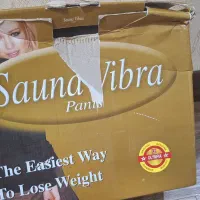 Sauna Vibra
Pants
The Easiest Way
To Lose Weight